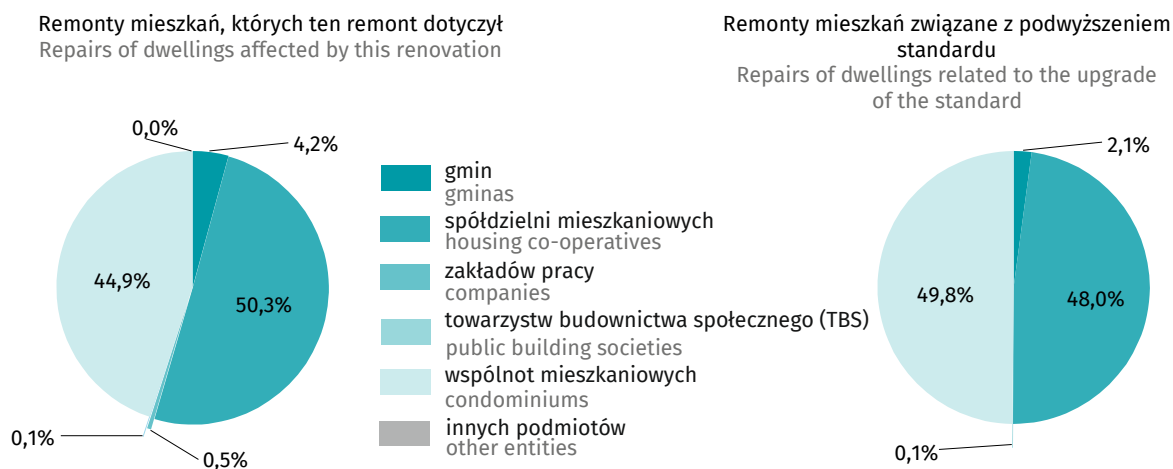 Remonty mieszkań, których ten remont dotyczył
Repairs of dwellings affected by this renovation
0,0%
4,2%
44,9%
50,3%
0,1%
0,5%
gmin
gminas
spółdzielni mieszkaniowych
housing co-operatives
zakładów pracy
companies
towarzystw budownictwa społecznego (TBS)
public building societies
wspólnot mieszkaniowych
condominiums
innych podmiotów
other entities
Remonty mieszkań związane z podwyższeniem
standardu
Repairs of dwellings related to the upgrade
of the standard
2,1%
49,8%
48,0%
0,1%